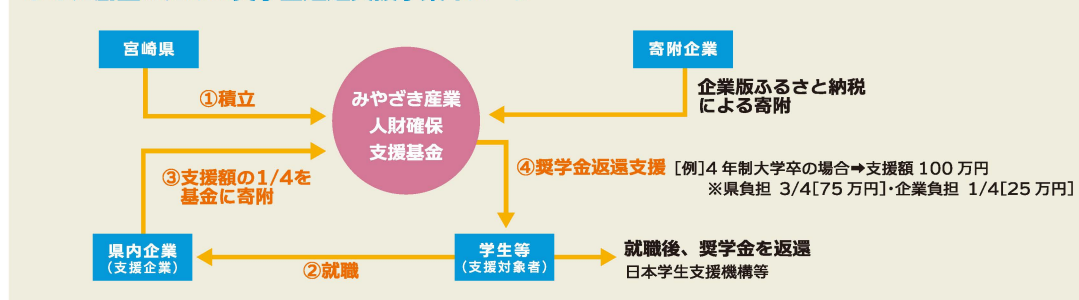 宮崎県
寄附企業
①積立
みやざき産業
人財確保
支援基金
企業版ふるさと納税
による寄附
③支援額の1/4を
基金に寄附
④奨学金返還支援 [例]4年制大学卒の場合➡支援額 100万円
※県負担 3/4[75万円]・企業負担 1/4[25万円]
県内企業
(支援企業)
②就職
学生等
(支援対象者)
就職後、奨学金を返還
日本学生支援機構等